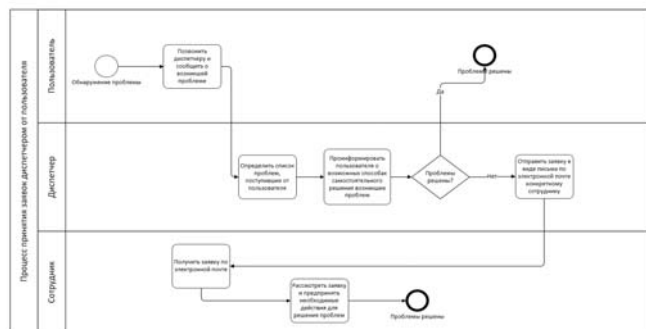 Процесс принятия заявок диспетчером от пользователя
Пользователь
Обнаружение проблемы
Позвонить
диспетчеру и
сообщить о
возникшей
проблеме
Проблемы решены
Да
Диспетчер
Определить список
проблем,
поступивших от
пользователя
Проинформировать
пользователя о
возможных способах
самостоятельного
решения возникших
проблем
Проблемы
решены?
Нет
Отправить заявку в
виде письма по
электронной почте
конкретному
сотруднику
Сотрудник
Получить заявку по
электронной почте
Рассмотреть заявку
и предпринять
необходимые
действия для
решения проблем
Проблемы решены